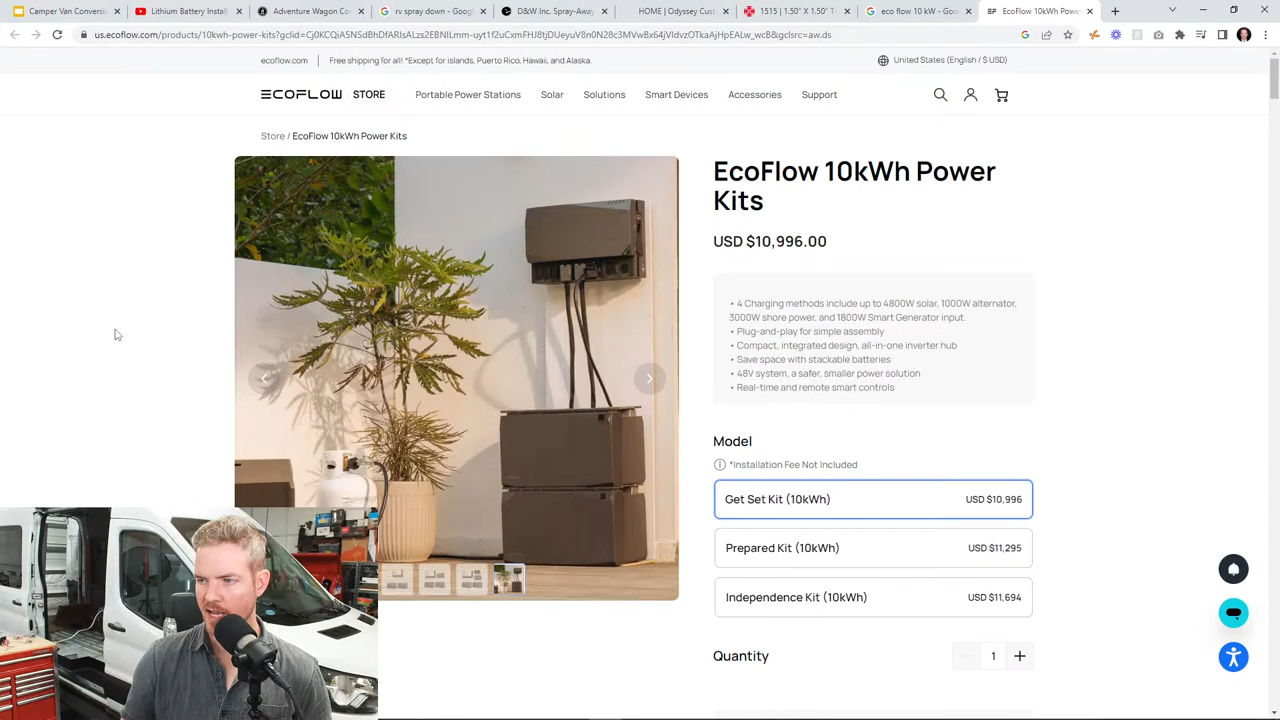 Camper Van Conversi
Lithium Battery Install
Adventure Wagon Co
rv spray down - Googl
D&W Inc. Spray-Away
HOME | Odyssey Cust
1515 | 1.50" X 1.50" T-
eco flow 10 kW - Goo
EcoFlow 10kWh Powe
us.ecoflow.com/products/10kwh-power-kits?gclid=
ecoflow.com
Free shipping for all! *Except for islands, Puerto Rico, Hawaii, and Alaska.
United States (English / $ USD)
ECOFLOW STORE
Portable Power Stations
Solar
Solutions
Smart Devices
Accessories
Support
Store / EcoFlow 10kWh Power Kits
EcoFlow 10kWh Power
Kits
USD $10,996.00
• 4 Charging methods include up to 4800W solar, 1000W alternator,
3000W shore power, and 1800W Smart Generator input.
• Plug-and-play for simple assembly
• Compact, integrated design, all-in-one inverter hub
• Save space with stackable batteries
• 48V system, a safer, smaller power solution
• Real-time and remote smart controls
Model
*Installation Fee Not Included
Get Set Kit (10kWh) USD $10,996
Prepared Kit (10kWh) USD $11,295
Independence Kit (10kWh) USD $11,694
Quantity
1